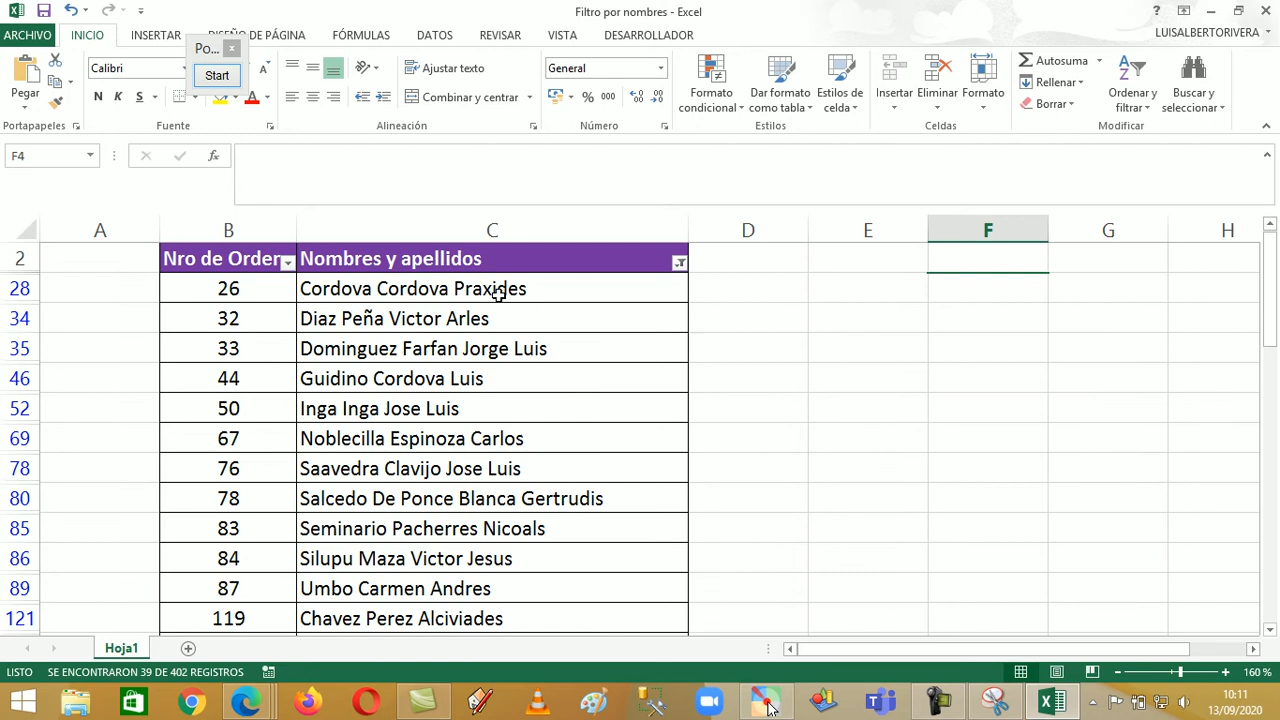 Filtro por nombres - Excel
ARCHIVO INICIO INSERTAR DISEÑO DE PÁGINA FÓRMULAS DATOS REVISAR VISTA DESARROLLADOR LUISALBERTORIVERA
Po... x
Start
Pegar
Calibri
N K S
Ajustar texto
Combinar y centrar
General
% 000
Formato condicional
Dar formato como tabla
Estilos de celda
Insertar
Eliminar
Formato
Autosuma
Rellenar
Borrar
Ordenar y filtrar
Buscar y seleccionar
Portapapeles Fuente Alineación Número Estilos Celdas Modificar
F4 fx
A B C D E F G H
2 Nro de Orden Nombres y apellidos
28 26 Cordova Cordova Praxides
34 32 Diaz Peña Victor Arles
35 33 Dominguez Farfan Jorge Luis
46 44 Guidino Cordova Luis
52 50 Inga Inga Jose Luis
69 67 Noblecilla Espinoza Carlos
78 76 Saavedra Clavijo Jose Luis
80 78 Salcedo De Ponce Blanca Gertrudis
85 83 Seminario Pacherres Nicoals
86 84 Silupu Maza Victor Jesus
89 87 Umbo Carmen Andres
121 119 Chavez Perez Alciviades
Hoja1
LISTO SE ENCONTRARON 39 DE 402 REGISTROS 160 %
10:11
13/09/2020